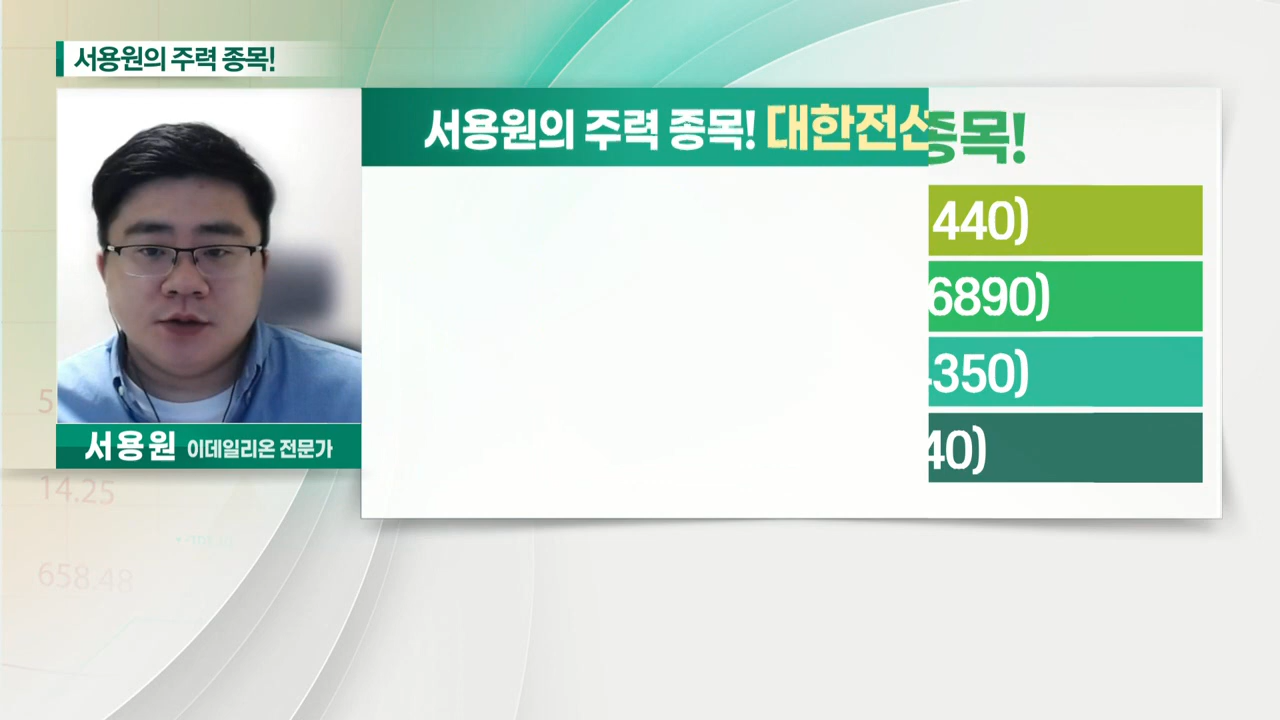 서용원의 주력 종목!
서용원의 주력 종목! 대한전선
종목!
440)
6890)
350)
40)
서용원 이데일리온 전문가
5
14.25
658.48